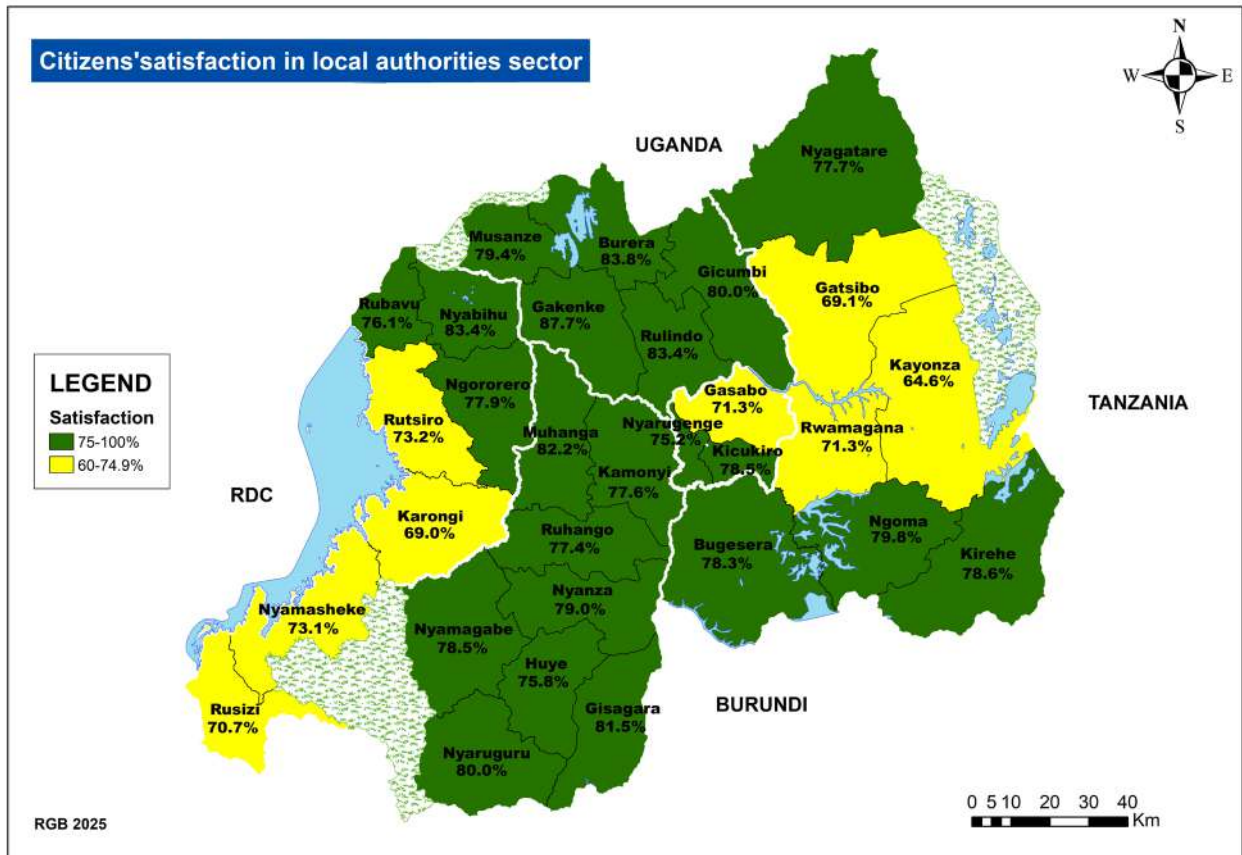 Citizens'satisfaction in local authorities sector
N
W E
S
UGANDA
Nyagatare
77.7%
Musanze
79.4%
Burera
83.8%
Gicumbi
80.0%
Gatsibo
69.1%
Rubavu
76.1%
Nyabihu
83.4%
Gakenke
87.7%
Rulindo
83.4%
Kayonza
64.6%
LEGEND
Satisfaction
75-100%
60-74.9%
Ngororero
77.9%
Rutsiro
73.2%
Gasabo
71.3%
Nyarugenge
75.2%
Kicukiro
78.5%
Rwamagana
71.3%
TANZANIA
Muhanga
82.2%
Kamonyi
77.6%
RDC
Karongi
69.0%
Ruhango
77.4%
Bugesera
78.3%
Ngoma
79.8%
Kirehe
78.6%
Nyamasheke
73.1%
Nyanza
79.0%
Nyamagabe
78.5%
Huye
75.8%
Gisagara
81.5%
BURUNDI
Rusizi
70.7%
Nyaruguru
80.0%
0 5 10 20 30 40
Km
RGB 2025